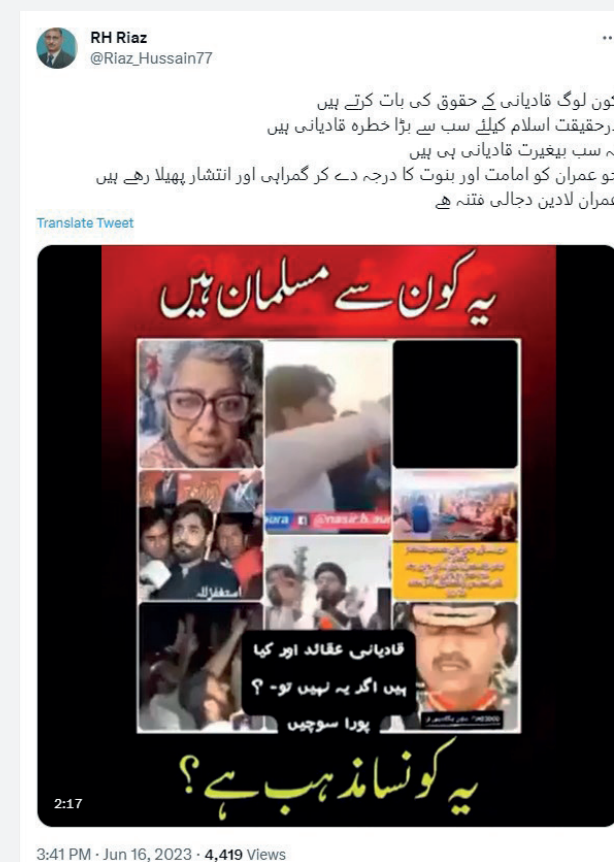 RH Riaz
@Riaz_Hussain77
کون لوگ قادیانی کے حقوق کی بات کرتے ہیں
درحقیقت اسلام کیلئے سب سے بڑا خطرہ قادیانی ہیں
یہ سب بیغیرت قادیانی ہی ہیں
جو عمران کو امامت اور بنوت کا درجہ دے کر گمراہی اور انتشار پھیلا رھے ہیں
عمران لادین دجالی فتنہ ھے
Translate Tweet
یہ کون سے مسلمان ہیں
استغفراللہ
قادیانی عقائد اور کیا
ہیں اگر یہ نہیں تو- ؟
پورا سوچیں
یہ کونسا مذہب ہے؟
2:17
3:41 PM · Jun 16, 2023 · 4,419 Views